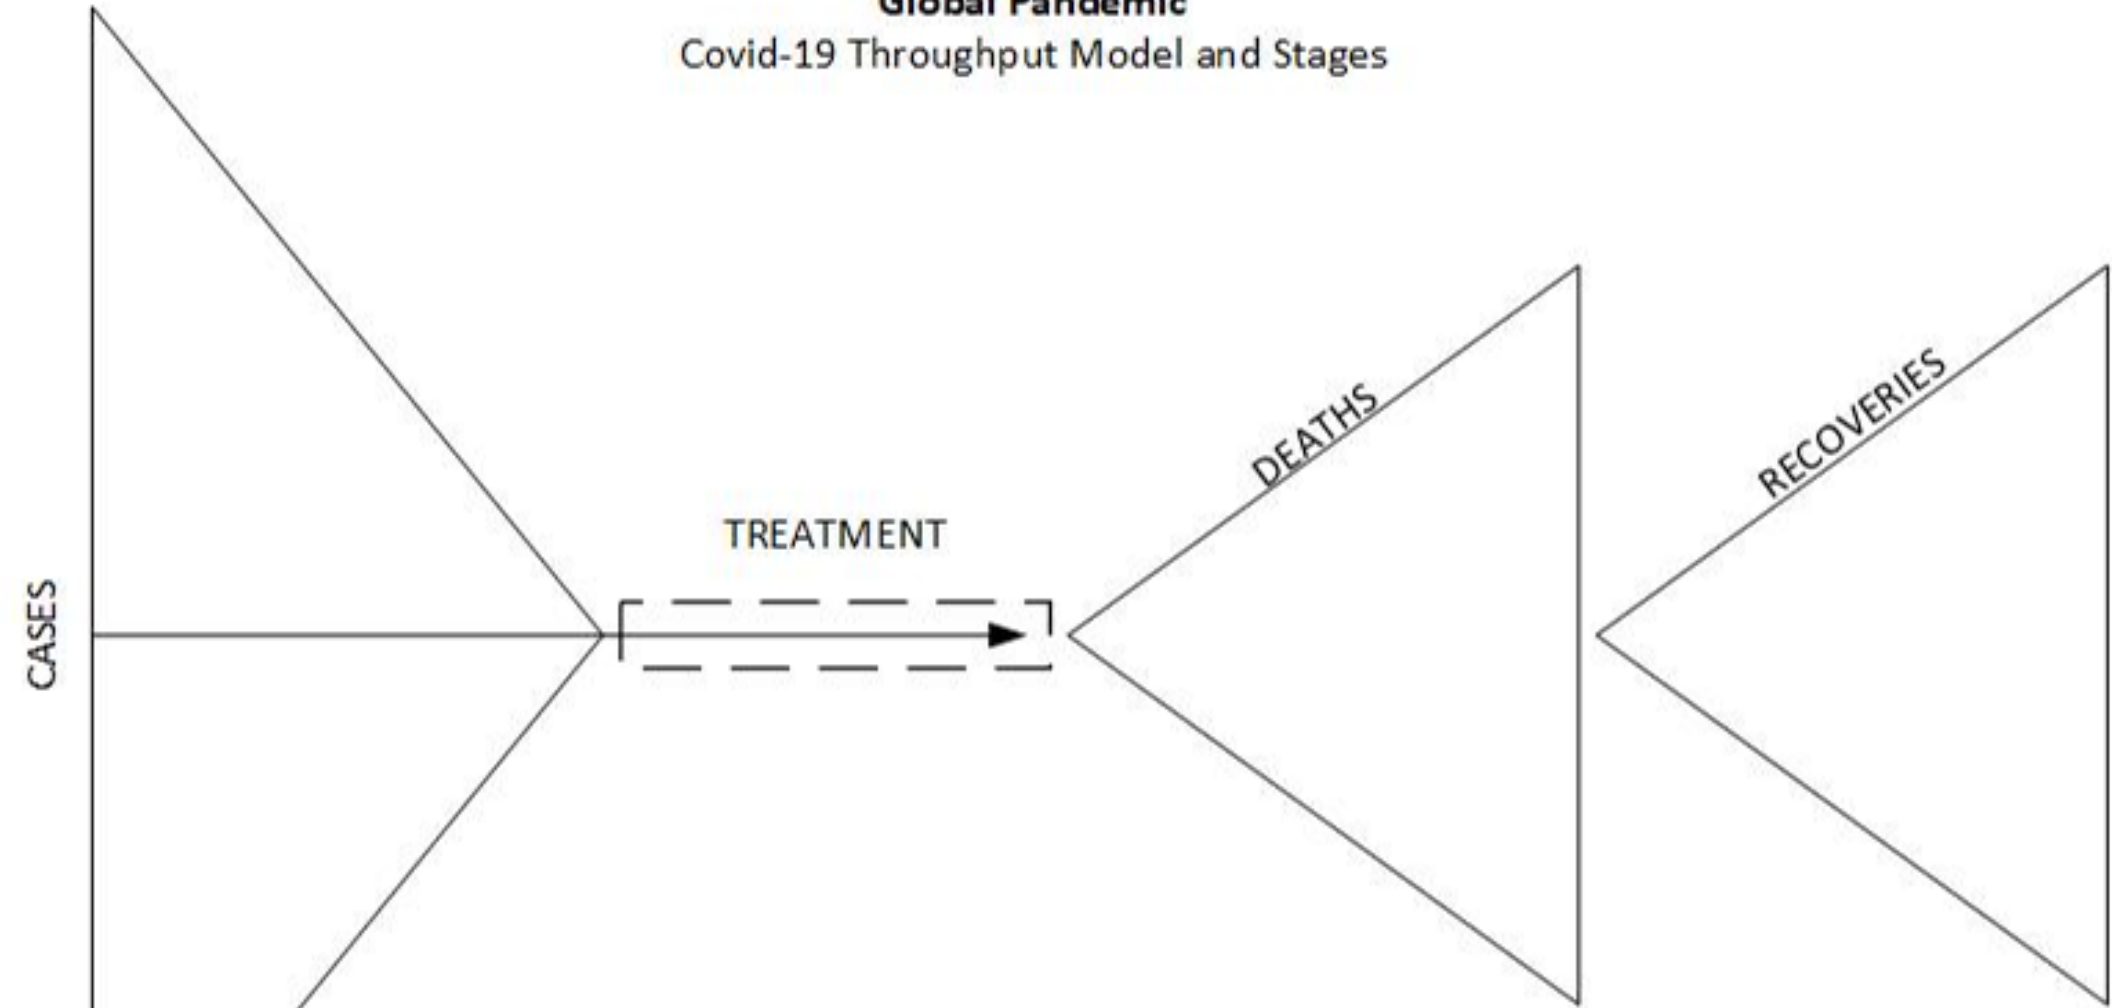 Global Pandemic
Covid-19 Throughput Model and Stages
CASES
TREATMENT
DEATHS
RECOVERIES